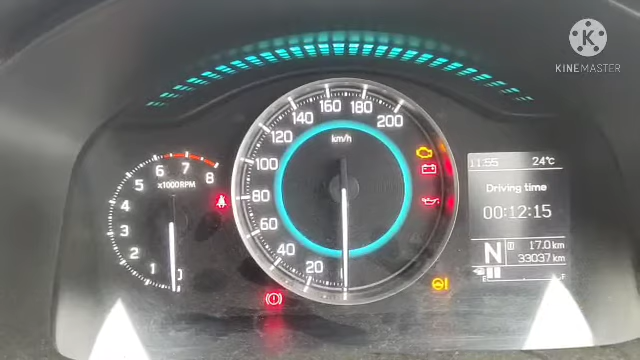 K
KINEMASTER
160
140 180
120 200
100
80
60
40
20
km/h
6 7 8
5
4
3
2
1
0
x1000RPM
11:55 24°C
Driving time
00:12:15
N 17.0 km
33037 km
E F